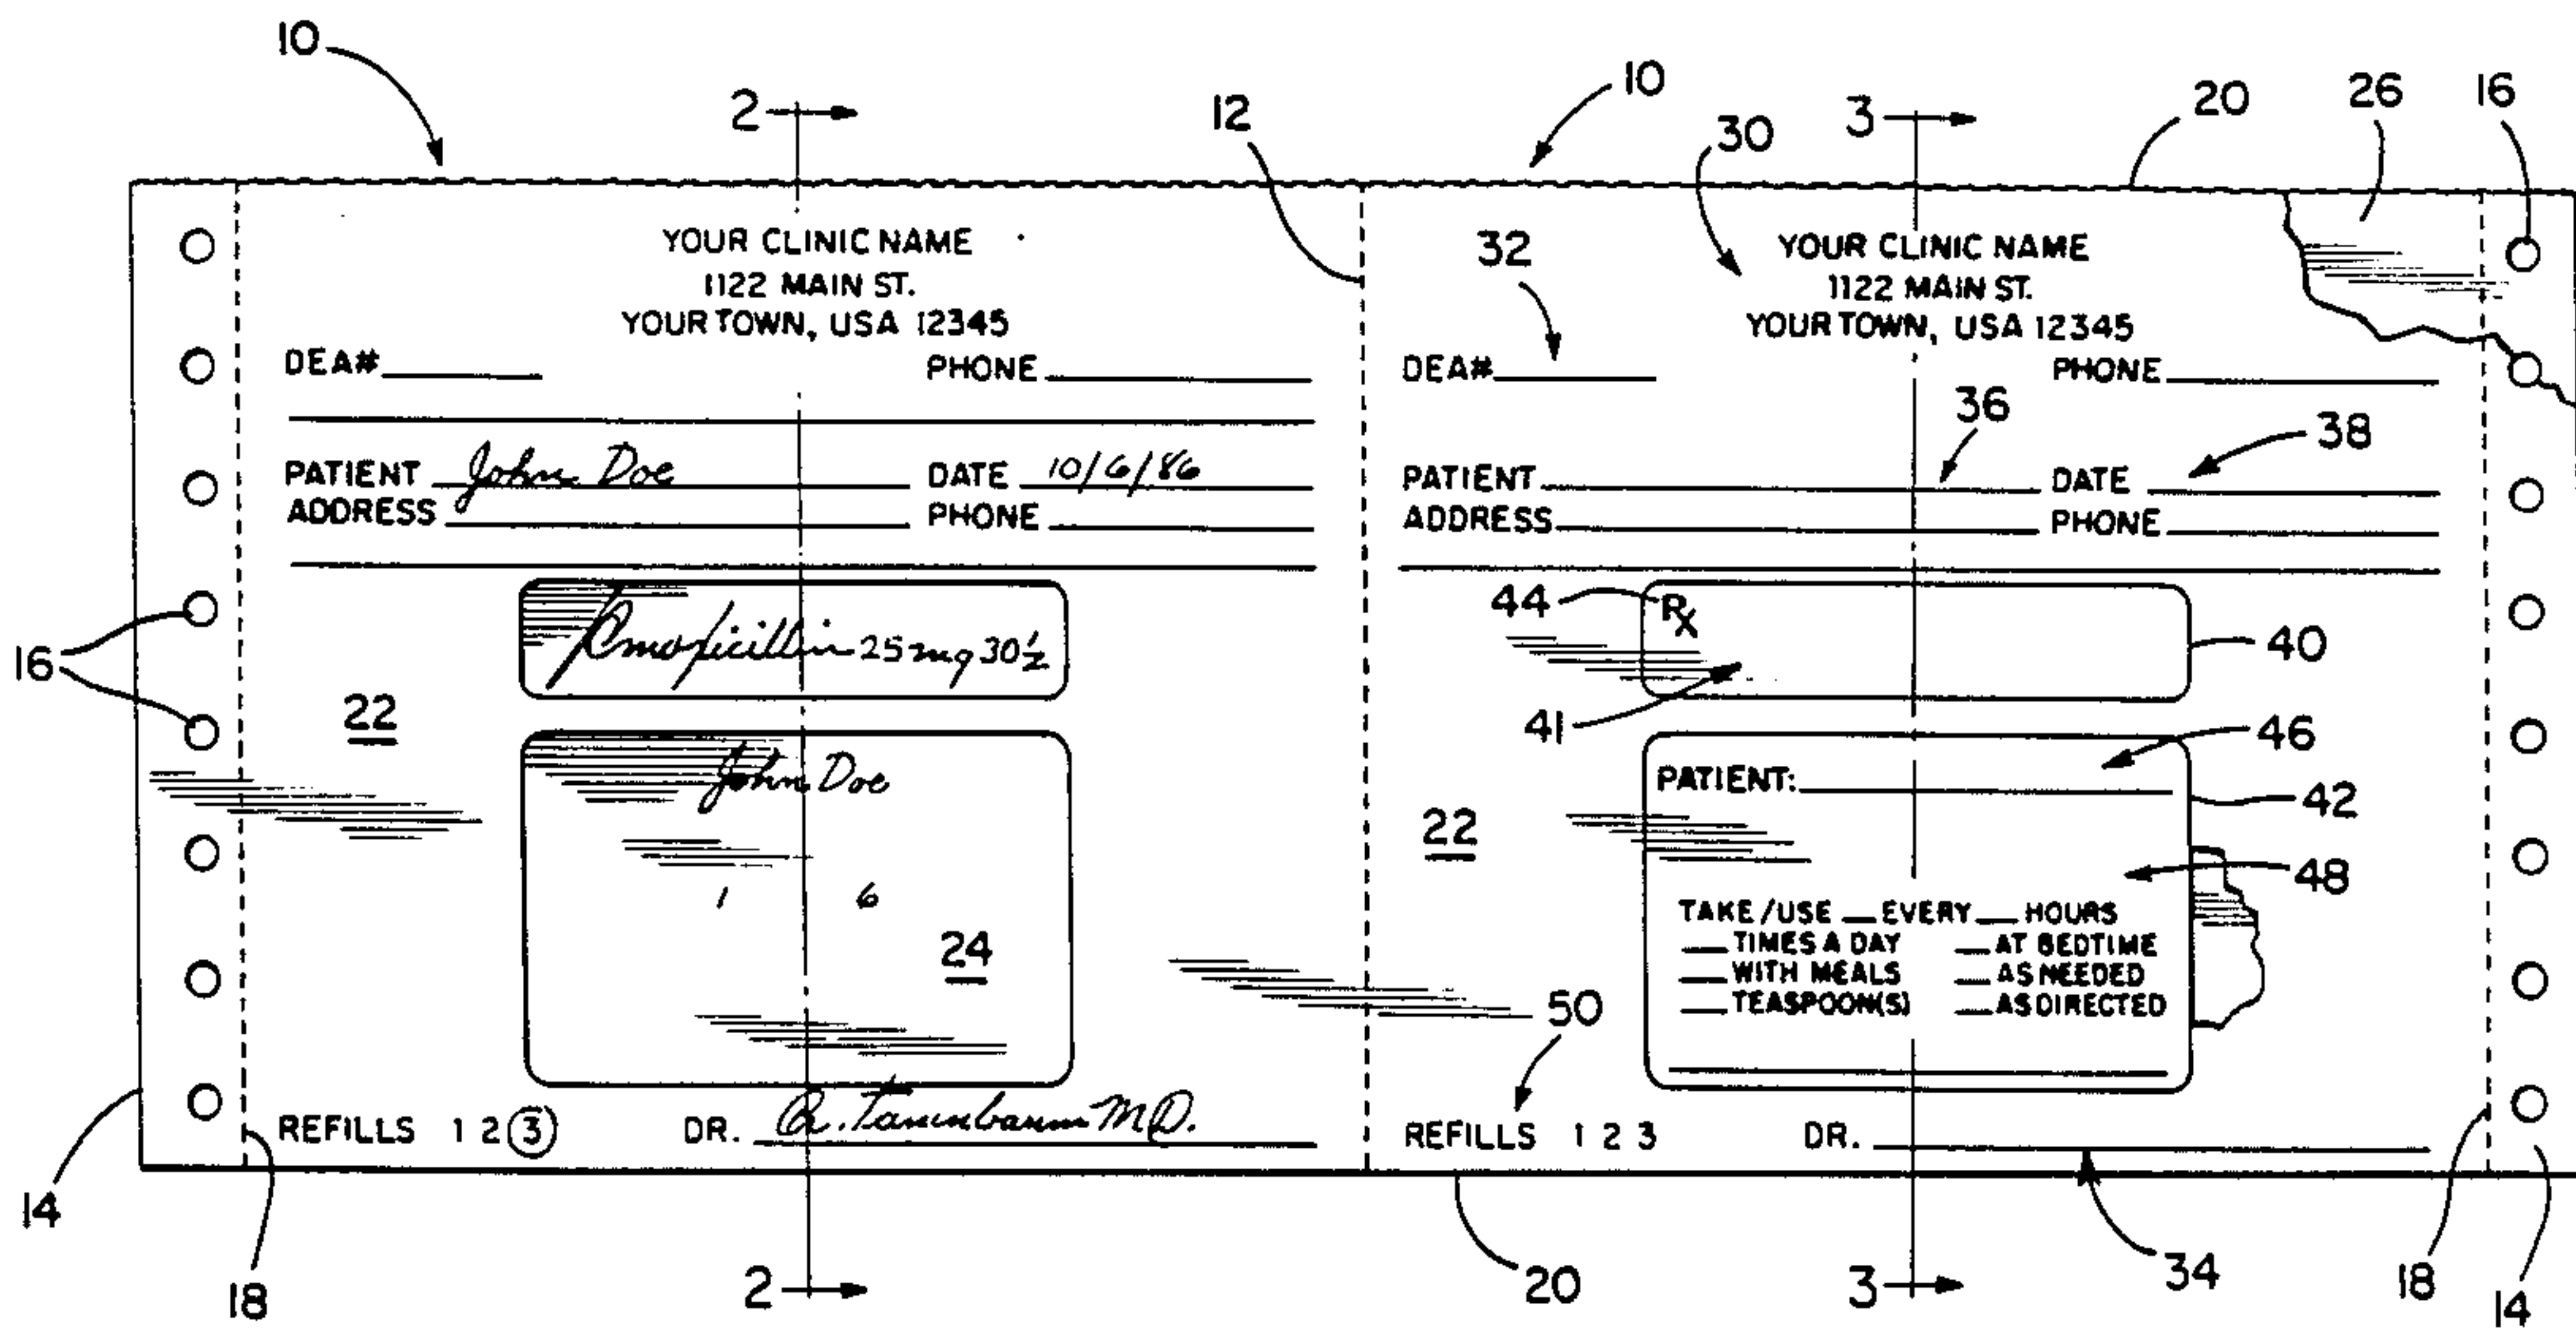 10 10
2 12 3 30 20 26 16
YOUR CLINIC NAME
1122 MAIN ST.
YOUR TOWN, USA 12345
DEA# PHONE
PATIENT John Doe DATE 10/6/86
ADDRESS PHONE
25mg 30
16
22
John Doe
1 6
24
REFILLS 1 2 3 DR. M.D.
14
18
2
32
YOUR CLINIC NAME
1122 MAIN ST.
YOUR TOWN, USA 12345
DEA# PHONE
36
38
PATIENT DATE
ADDRESS PHONE
44 Rx
40
41
46
PATIENT:
42
22
48
TAKE/USE EVERY HOURS
TIMES A DAY AT BEDTIME
WITH MEALS AS NEEDED
TEASPOON(S) AS DIRECTED
50
REFILLS 1 2 3 DR.
20 3 34 18 14